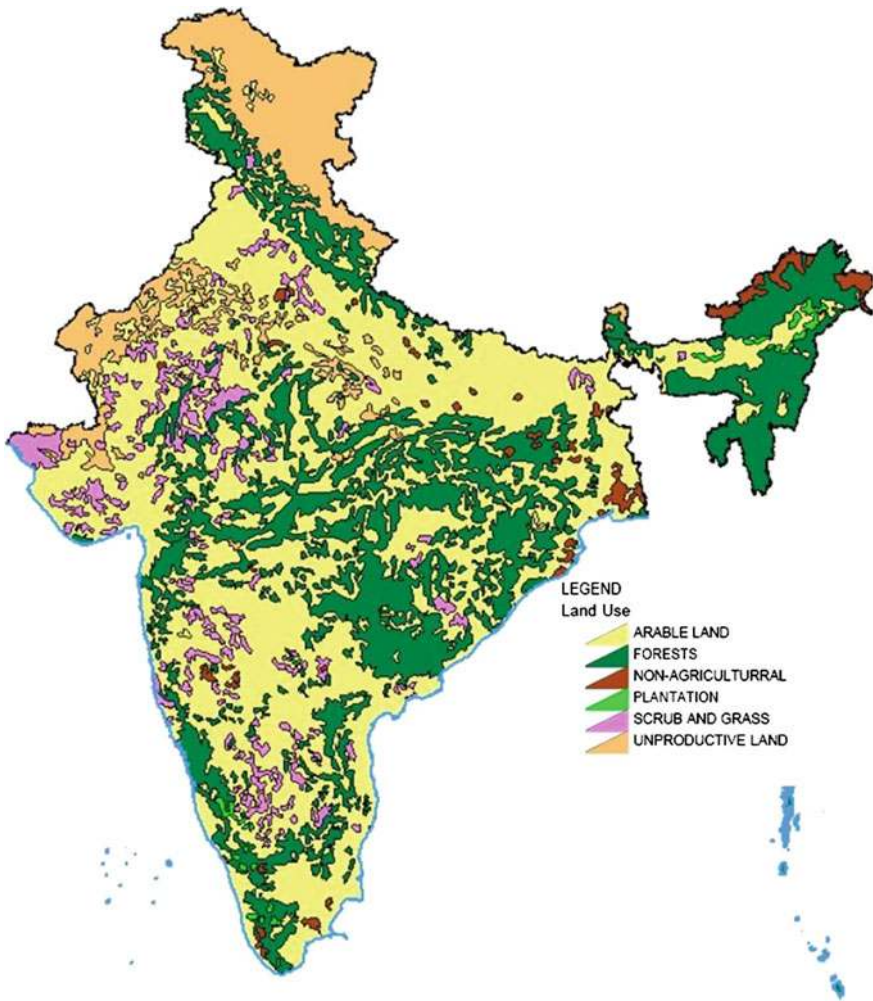 LEGEND
Land Use
ARABLE LAND
FORESTS
NON-AGRICULTURRAL
PLANTATION
SCRUB AND GRASS
UNPRODUCTIVE LAND